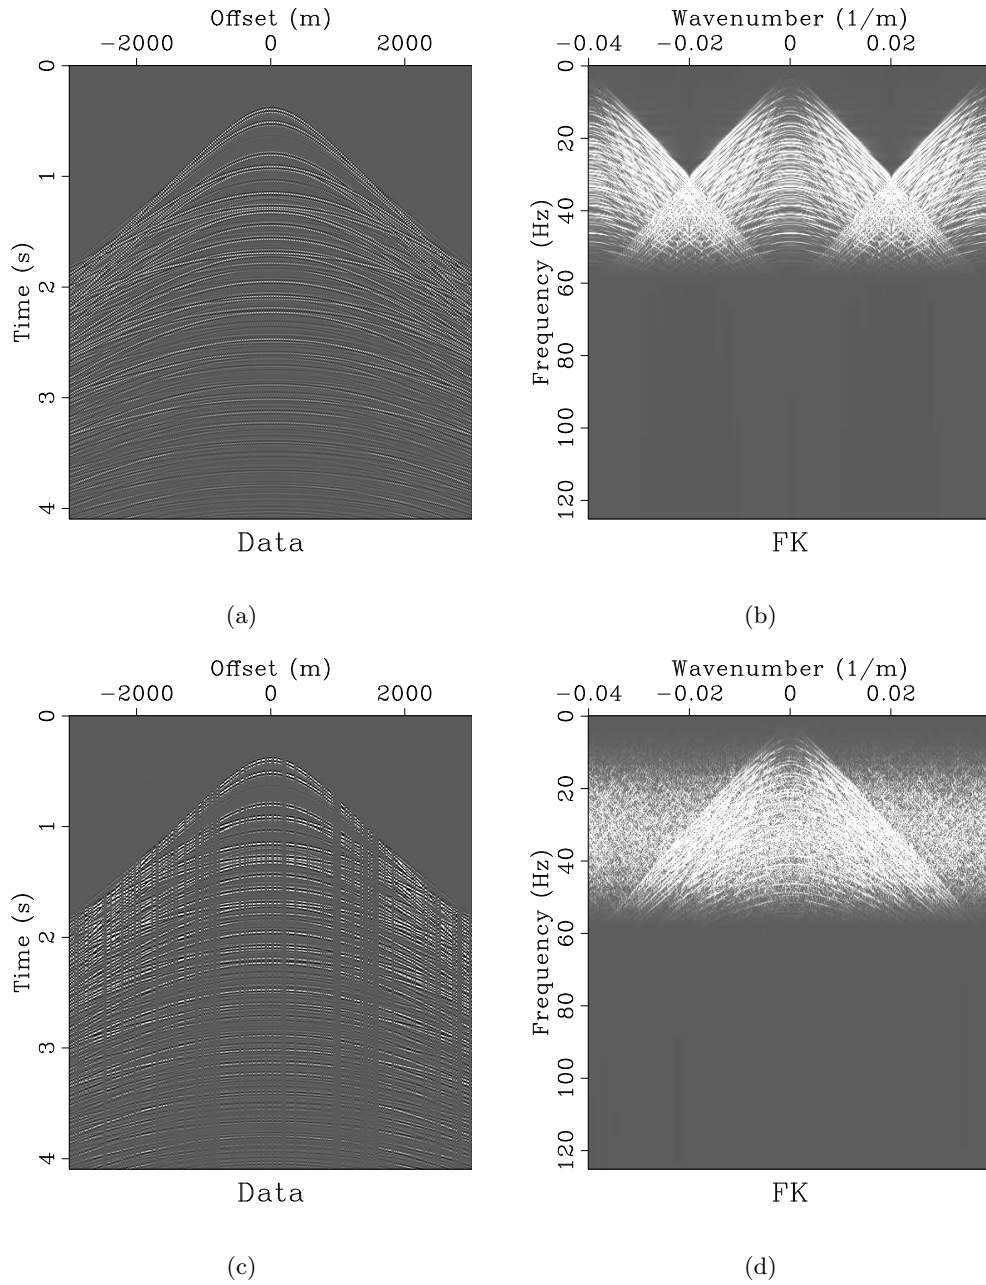 Offset (m)
−2000 0 2000
Time (s)
0
1
2
3
4
Data
(a)
Wavenumber (1/m)
−0.04 −0.02 0 0.02
Frequency (Hz)
0
20
40
60
80
100
120
FK
(b)
Offset (m)
−2000 0 2000
Time (s)
0
1
2
3
4
Data
(c)
Wavenumber (1/m)
−0.04 −0.02 0 0.02
Frequency (Hz)
0
20
40
60
80
100
120
FK
(d)